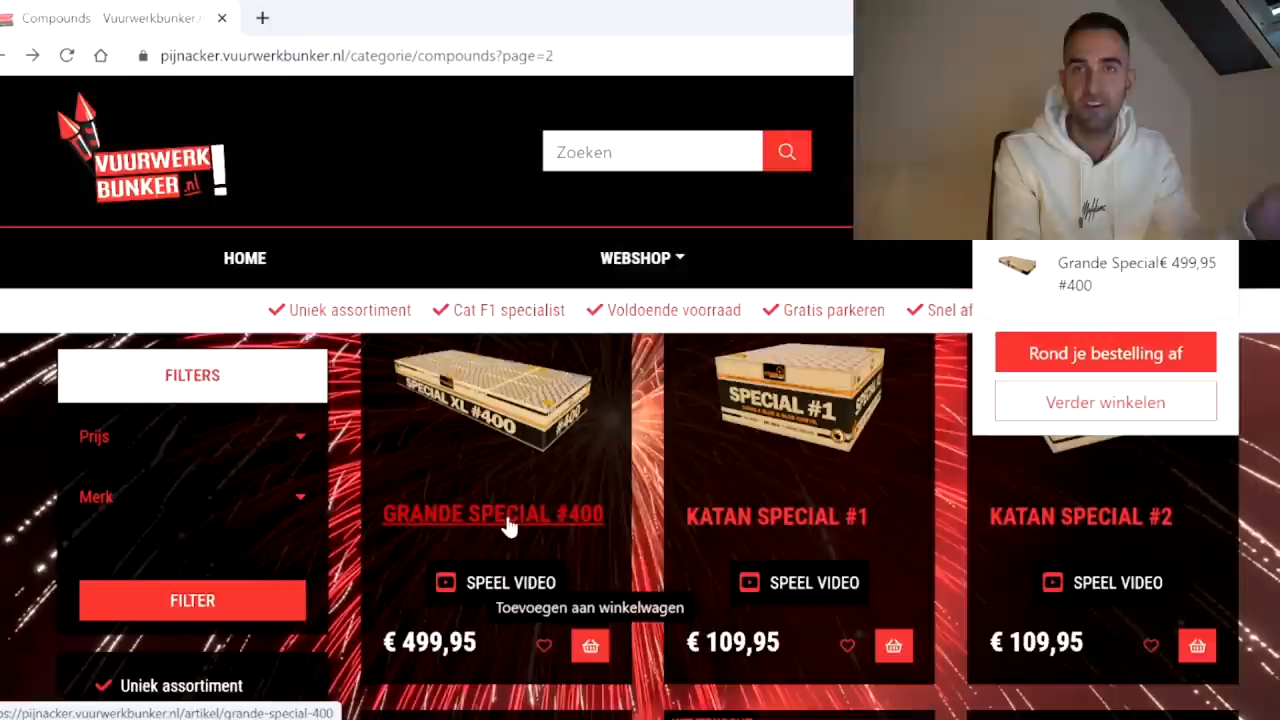 Compounds Vuurwerkbunker.n
pijnacker.vuurwerkbunker.nl/categorie/compounds?page=2
VUURWERK
BUNKER.nl!
Zoeken
HOME
WEBSHOP
Grande Special€ 499,95
#400
Uniek assortiment
Cat F1 specialist
Voldoende voorraad
Gratis parkeren
Snel af
Rond je bestelling af
Verder winkelen
FILTERS
Prijs
Merk
FILTER
Uniek assortiment
SPECIAL XL #400
#400
GRANDE SPECIAL #400
SPEEL VIDEO
Toevoegen aan winkelwagen
€ 499,95
SPECIAL #1
KATAN SPECIAL #1
SPEEL VIDEO
€ 109,95
KATAN SPECIAL #2
SPEEL VIDEO
€ 109,95
ps://pijnacker.vuurwerkbunker.nl/artikel/grande-special-400